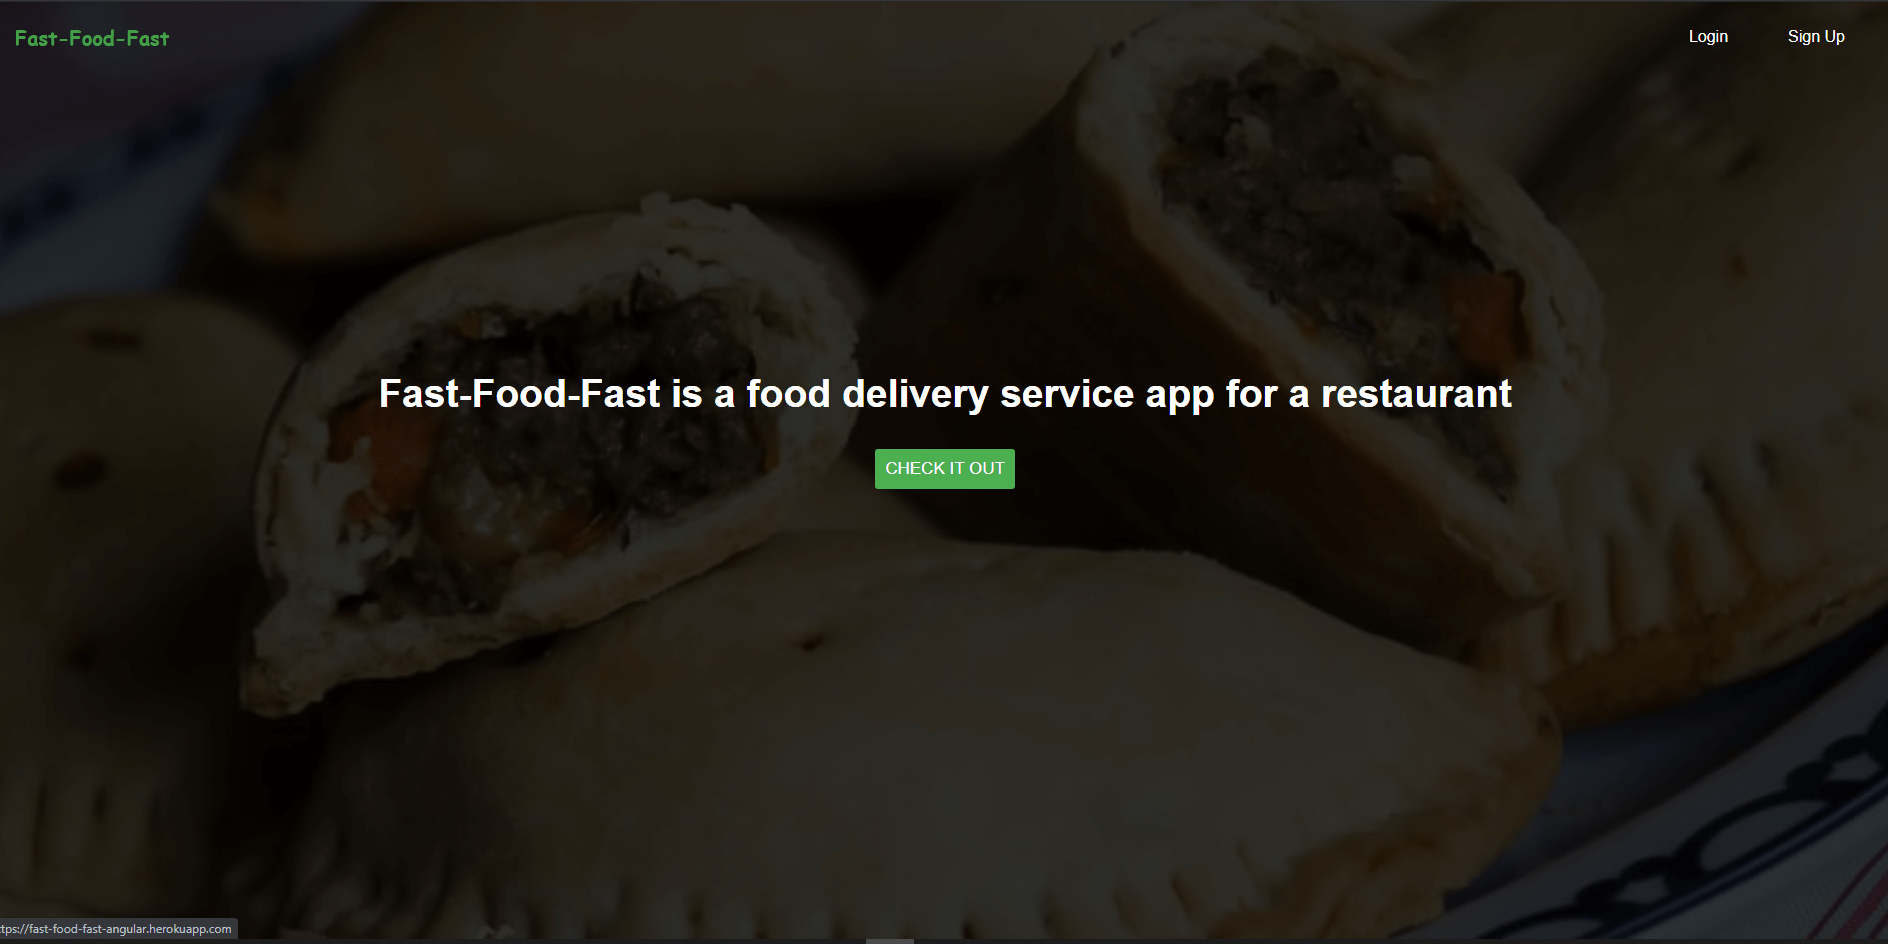 Fast-Food-Fast
Login
Sign Up
Fast-Food-Fast is a food delivery service app for a restaurant
CHECK IT OUT
ttps://fast-food-fast-angular.herokuapp.com